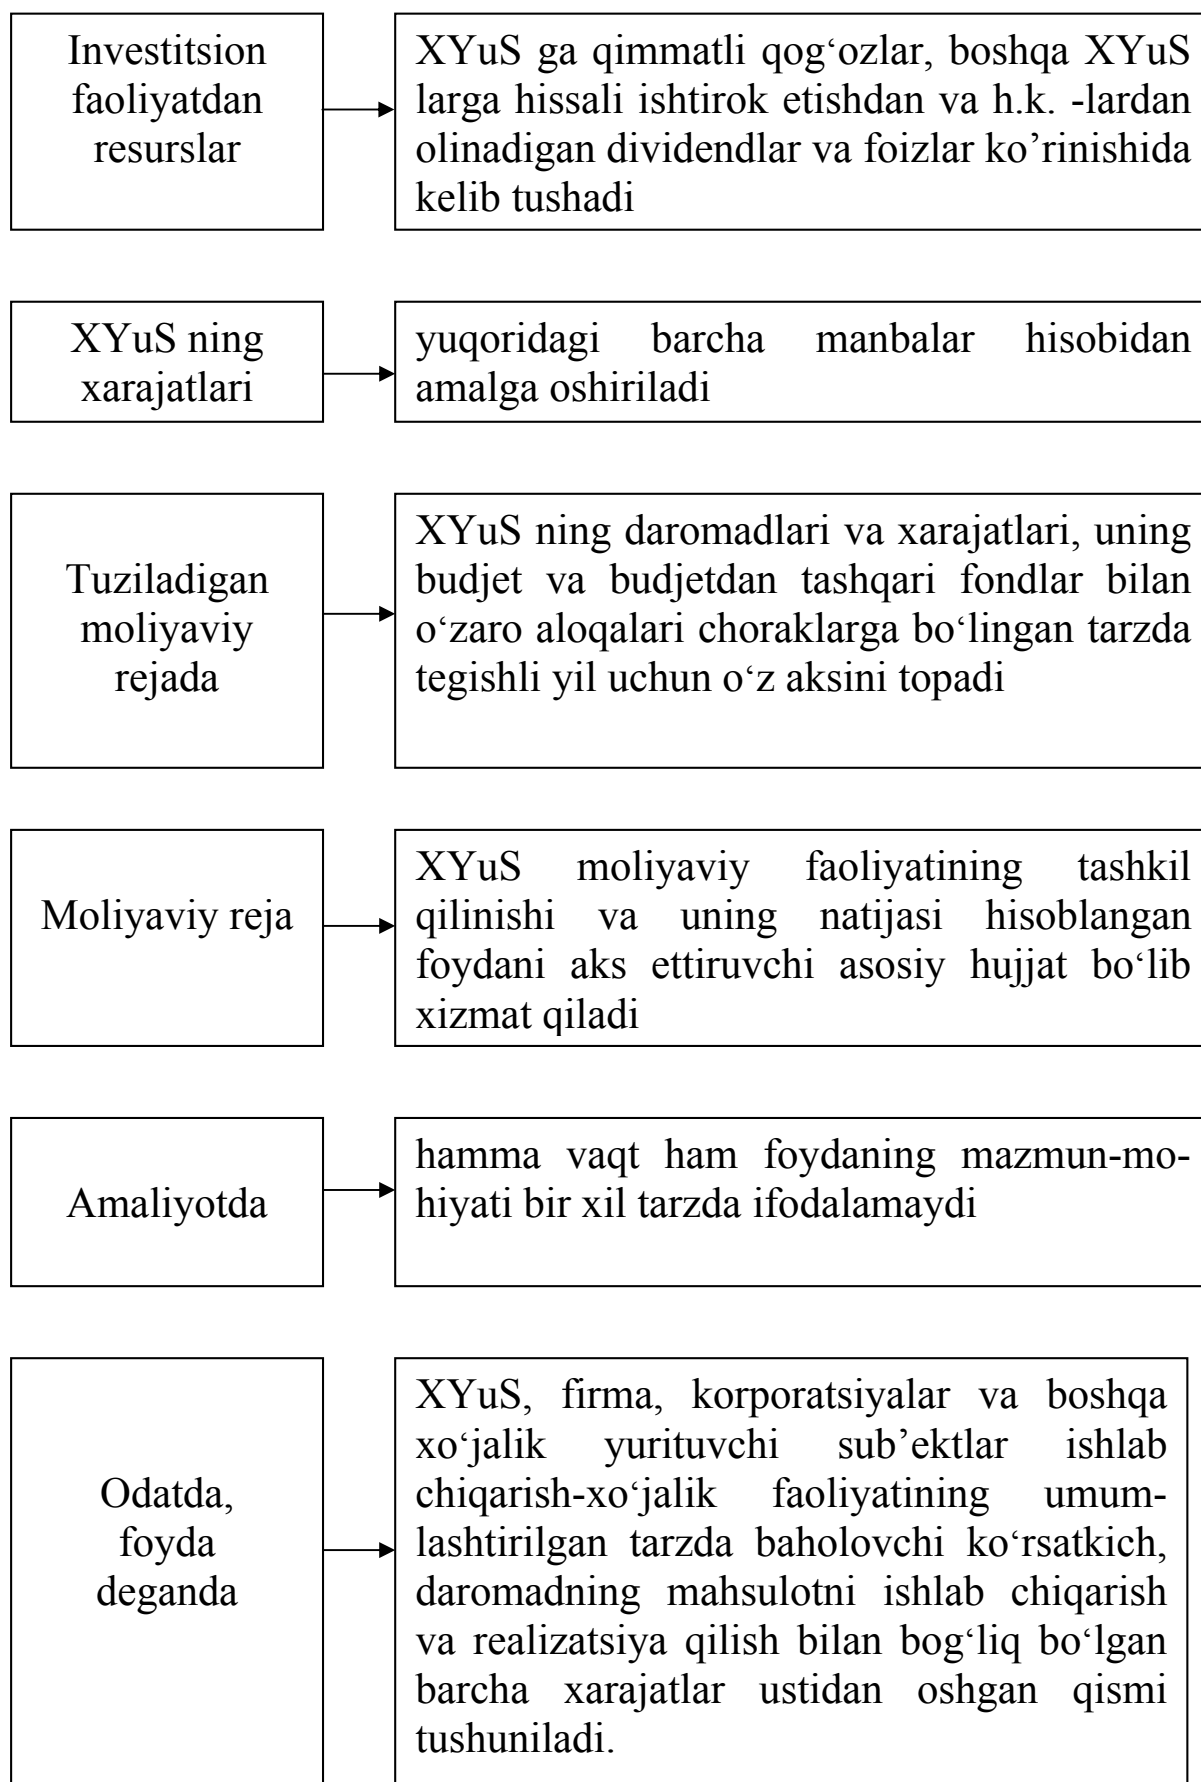 Investitsion
faoliyatdan
resurslar
XYuS ga qimmatli qog‘ozlar, boshqa XYuS
larga hissali ishtirok etishdan va h.k. -lardan
olinadigan dividendlar va foizlar ko’rinishida
kelib tushadi
XYuS ning
xarajatlari
yuqoridagi barcha manbalar hisobidan
amalga oshiriladi
Tuziladigan
moliyaviy
rejada
XYuS ning daromadlari va xarajatlari, uning
budjet va budjetdan tashqari fondlar bilan
o‘zaro aloqalari choraklarga bo‘lingan tarzda
tegishli yil uchun o‘z aksini topadi
Moliyaviy reja
XYuS moliyaviy faoliyatining tashkil
qilinishi va uning natijasi hisoblangan
foydani aks ettiruvchi asosiy hujjat bo‘lib
xizmat qiladi
Amaliyotda
hamma vaqt ham foydaning mazmun-mo-
hiyati bir xil tarzda ifodalamaydi
Odatda,
foyda
deganda
XYuS, firma, korporatsiyalar va boshqa
xo‘jalik yurituvchi sub’ektlar ishlab
chiqarish-xo‘jalik faoliyatining umum-
lashtirilgan tarzda baholovchi ko‘rsatkich,
daromadning mahsulotni ishlab chiqarish
va realizatsiya qilish bilan bog‘liq bo‘lgan
barcha xarajatlar ustidan oshgan qismi
tushuniladi.